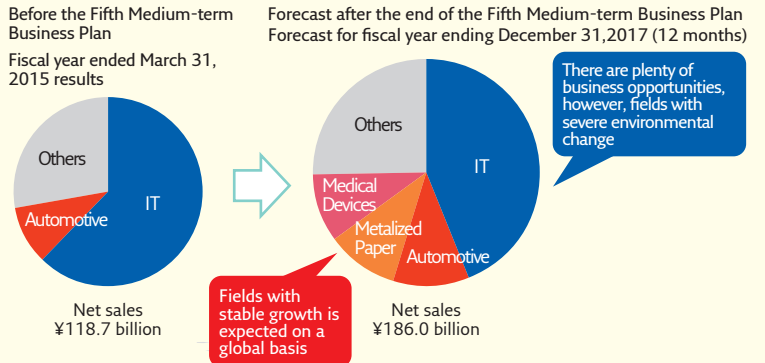 Before the Fifth Medium-term
Business Plan
Fiscal year ended March 31,
2015 results
Others
IT
Automotive
Net sales
¥118.7 billion
Forecast after the end of the Fifth Medium-term Business Plan
Forecast for fiscal year ending December 31,2017 (12 months)
Others
IT
Medical
Devices
Metalized
Paper
Automotive
Net sales
¥186.0 billion
There are plenty of
business opportunities,
however, fields with
severe environmental
change
Fields with
stable growth is
expected on a
global basis